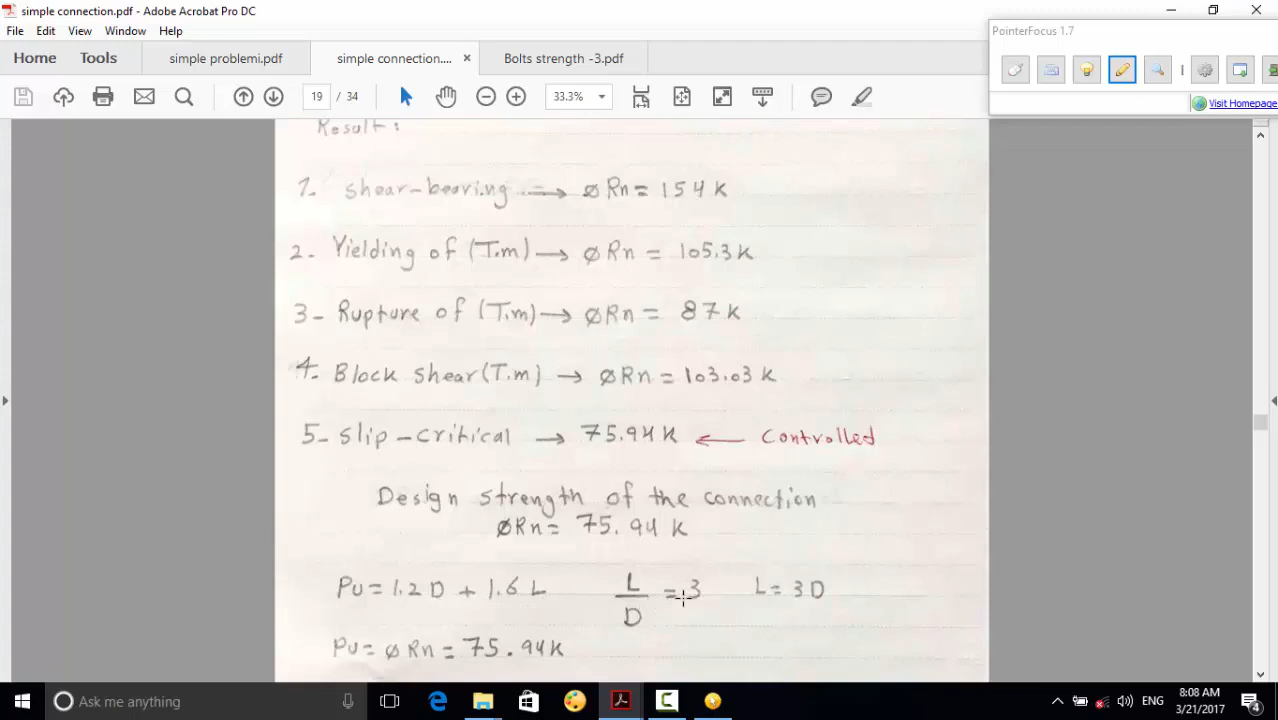 simple connection.pdf - Adobe Acrobat Pro DC
File Edit View Window Help
PointerFocus 1.7
Home Tools simple problemi.pdf simple connection.... × Bolts strength -3.pdf
19 / 34 33.3%
Visit Homepage
Result:
1. shear-bearing → ØRn = 154 K
2. Yielding of (T.m) → ØRn = 105.3 K
3- Rupture of (T.m) → ØRn = 87 K
4. Block shear (T.m) → ØRn = 103.03 K
5- slip-critical → 75.94 K ← Controlled
Design strength of the connection
ØRn = 75.94 K
Pu = 1.2 D + 1.6 L L/D = 3 L = 3 D
Pu = ØRn = 75.94 K
Ask me anything
ENG
8:08 AM
3/21/2017
4